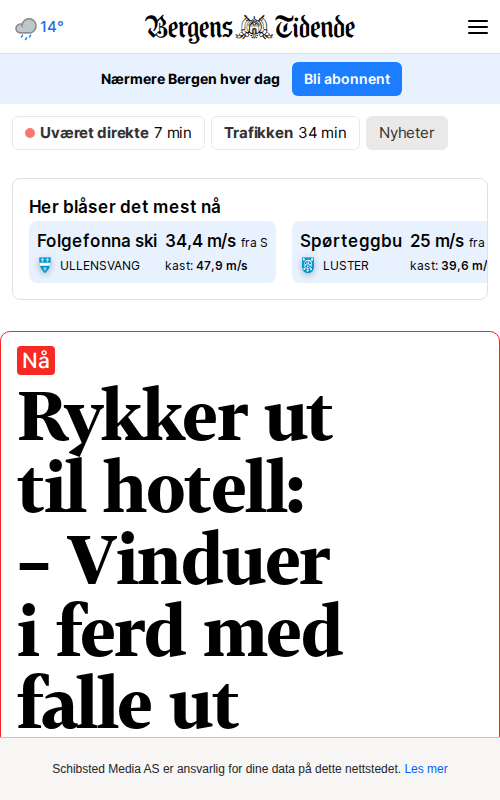 14°
Bergens Tidende
Nærmere Bergen hver dag
Bli abonnent
Uværet direkte 7 min
Trafikken 34 min
Nyheter
Her blåser det mest nå
Folgefonna ski 34,4 m/s fra S
ULLENSVANG kast: 47,9 m/s
Spørteggbu 25 m/s fra
LUSTER kast: 39,6 m/
Nå
Rykker ut
til hotell:
– Vinduer
i ferd med
falle ut
Schibsted Media AS er ansvarlig for dine data på dette nettstedet. Les mer